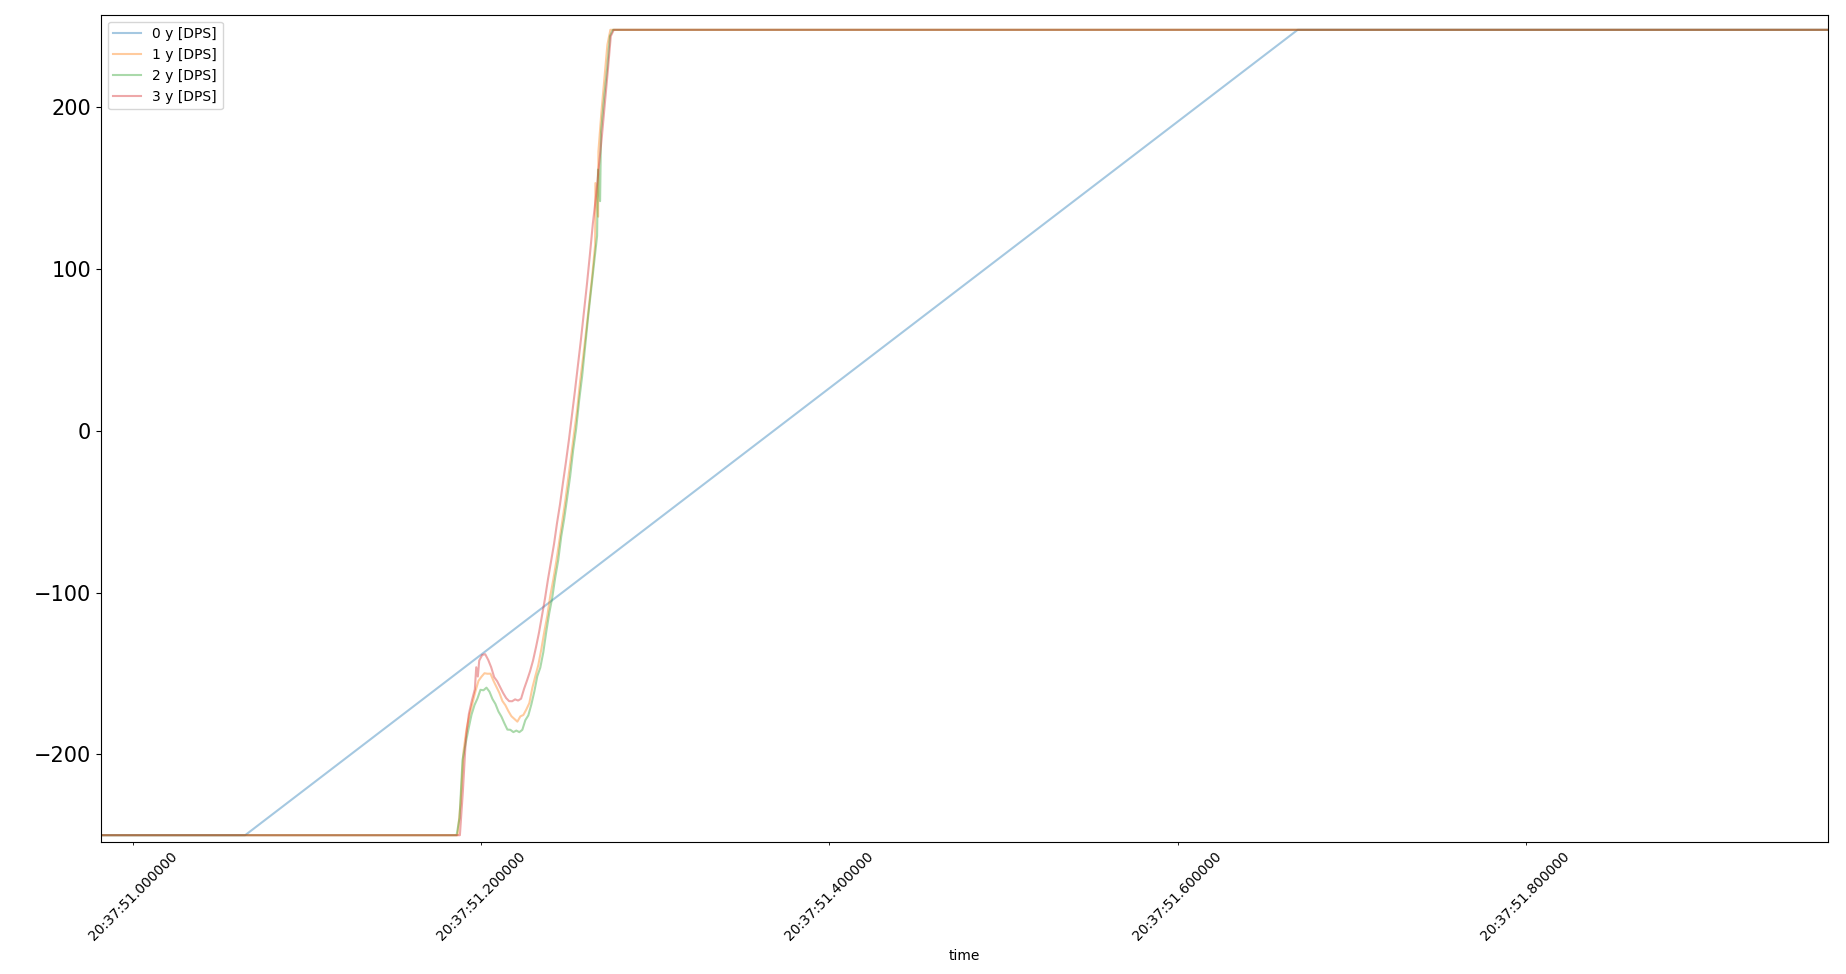 0 y [DPS]
1 y [DPS]
2 y [DPS]
3 y [DPS]
200
100
0
−100
−200
20:37:51.000000
20:37:51.200000
20:37:51.400000
20:37:51.600000
20:37:51.800000
time